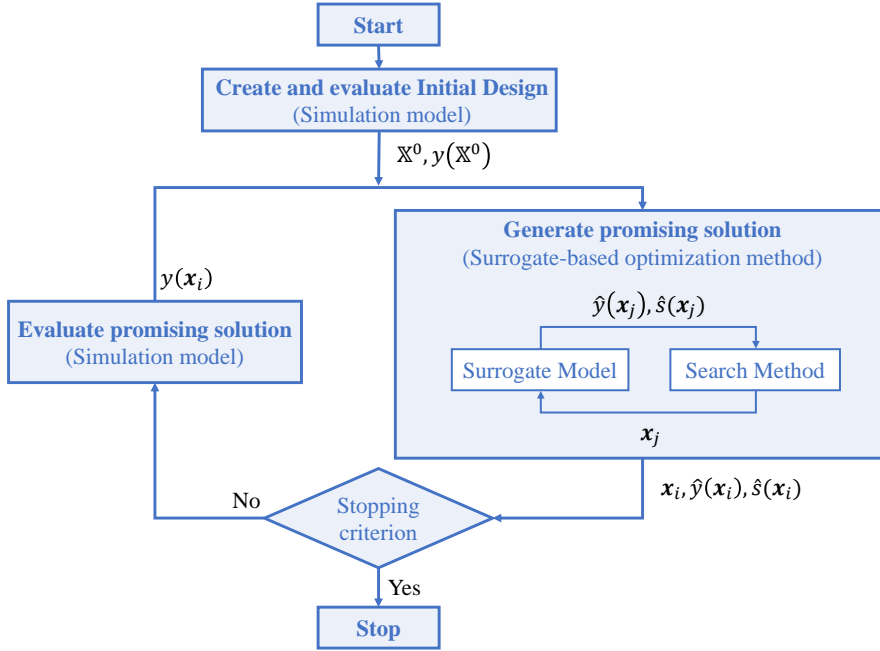 Start
Create and evaluate Initial Design
(Simulation model)
𝕏⁰, y(𝕏⁰)
Generate promising solution
(Surrogate-based optimization method)
ŷ(𝒙ⱼ), ŝ(𝒙ⱼ)
Surrogate Model
Search Method
𝒙ⱼ
y(𝒙ᵢ)
Evaluate promising solution
(Simulation model)
𝒙ᵢ, ŷ(𝒙ᵢ), ŝ(𝒙ᵢ)
No
Stopping
criterion
Yes
Stop